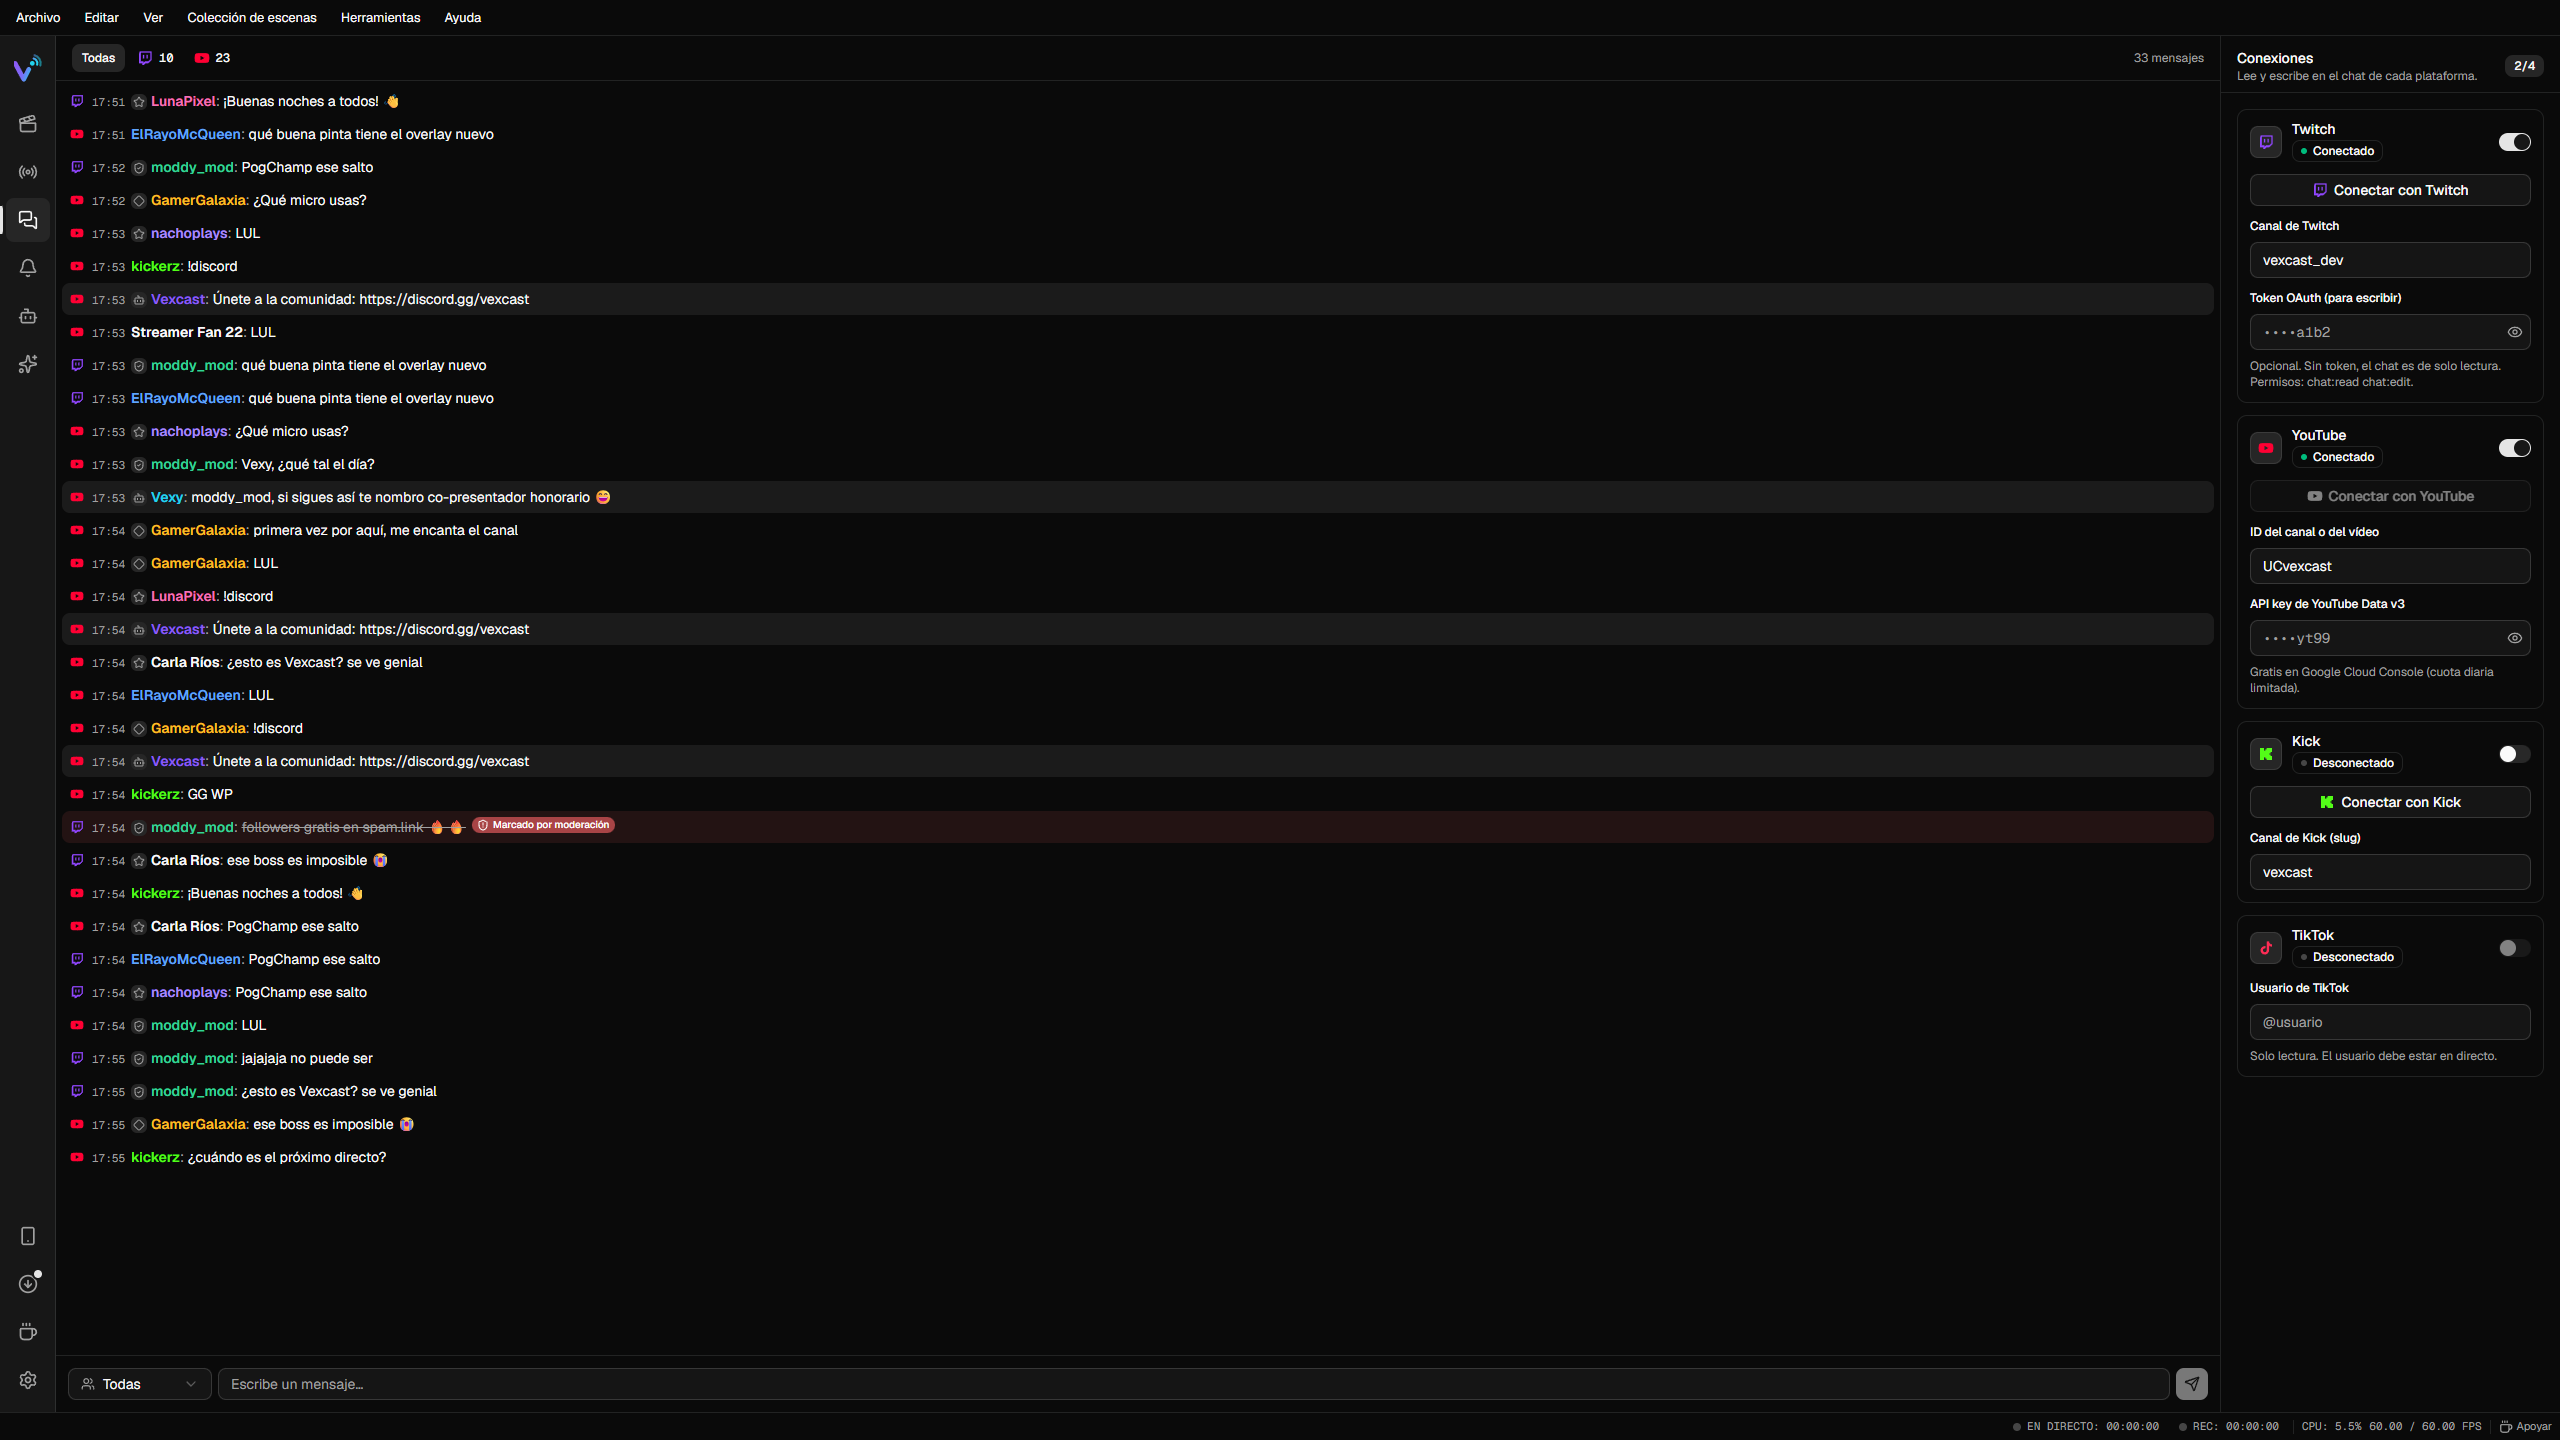 Archivo Editar Ver Colección de escenas Herramientas Ayuda
Todas 10 23 33 mensajes
17:51 LunaPixel: ¡Buenas noches a todos! 👋
17:51 ElRayoMcQueen: qué buena pinta tiene el overlay nuevo
17:52 moddy_mod: PogChamp ese salto
17:52 GamerGalaxia: ¿Qué micro usas?
17:53 nachoplays: LUL
17:53 kickerz: !discord
17:53 Vexcast: Únete a la comunidad: https://discord.gg/vexcast
17:53 Streamer Fan 22: LUL
17:53 moddy_mod: qué buena pinta tiene el overlay nuevo
17:53 ElRayoMcQueen: qué buena pinta tiene el overlay nuevo
17:53 nachoplays: ¿Qué micro usas?
17:53 moddy_mod: Vexy, ¿qué tal el día?
17:53 Vexy: moddy_mod, si sigues así te nombro co-presentador honorario 😄
17:54 GamerGalaxia: primera vez por aquí, me encanta el canal
17:54 GamerGalaxia: LUL
17:54 LunaPixel: !discord
17:54 Vexcast: Únete a la comunidad: https://discord.gg/vexcast
17:54 Carla Ríos: ¿esto es Vexcast? se ve genial
17:54 ElRayoMcQueen: LUL
17:54 GamerGalaxia: !discord
17:54 Vexcast: Únete a la comunidad: https://discord.gg/vexcast
17:54 kickerz: GG WP
17:54 moddy_mod: followers gratis en spam.link 🔥🔥 Marcado por moderación
17:54 Carla Ríos: ese boss es imposible 😭
17:54 kickerz: ¡Buenas noches a todos! 👋
17:54 Carla Ríos: PogChamp ese salto
17:54 ElRayoMcQueen: PogChamp ese salto
17:54 nachoplays: PogChamp ese salto
17:54 moddy_mod: LUL
17:55 moddy_mod: jajajaja no puede ser
17:55 moddy_mod: ¿esto es Vexcast? se ve genial
17:55 GamerGalaxia: ese boss es imposible 😭
17:55 kickerz: ¿cuándo es el próximo directo?
Todas
Escribe un mensaje…
Conexiones
Lee y escribe en el chat de cada plataforma.
2/4
Twitch
Conectado
Conectar con Twitch
Canal de Twitch
vexcast_dev
Token OAuth (para escribir)
····a1b2
Opcional. Sin token, el chat es de solo lectura.
Permisos: chat:read chat:edit.
YouTube
Conectado
Conectar con YouTube
ID del canal o del vídeo
UCvexcast
API key de YouTube Data v3
····yt99
Gratis en Google Cloud Console (cuota diaria
limitada).
Kick
Desconectado
Conectar con Kick
Canal de Kick (slug)
vexcast
TikTok
Desconectado
Usuario de TikTok
@usuario
Solo lectura. El usuario debe estar en directo.
EN DIRECTO: 00:00:00 REC: 00:00:00 CPU: 5.5% 60.00 / 60.00 FPS Apoyar